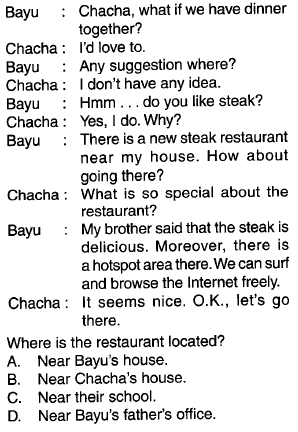 Bayu : Chacha, what if we have dinner
together?
Chacha : I'd love to.
Bayu : Any suggestion where?
Chacha : I don't have any idea.
Bayu : Hmm . . . do you like steak?
Chacha : Yes, I do. Why?
Bayu : There is a new steak restaurant
near my house. How about
going there?
Chacha : What is so special about the
restaurant?
Bayu : My brother said that the steak is
delicious. Moreover, there is
a hotspot area there. We can surf
and browse the Internet freely.
Chacha : It seems nice. O.K., let's go
there.
Where is the restaurant located?
A. Near Bayu's house.
B. Near Chacha's house.
C. Near their school.
D. Near Bayu's father's office.